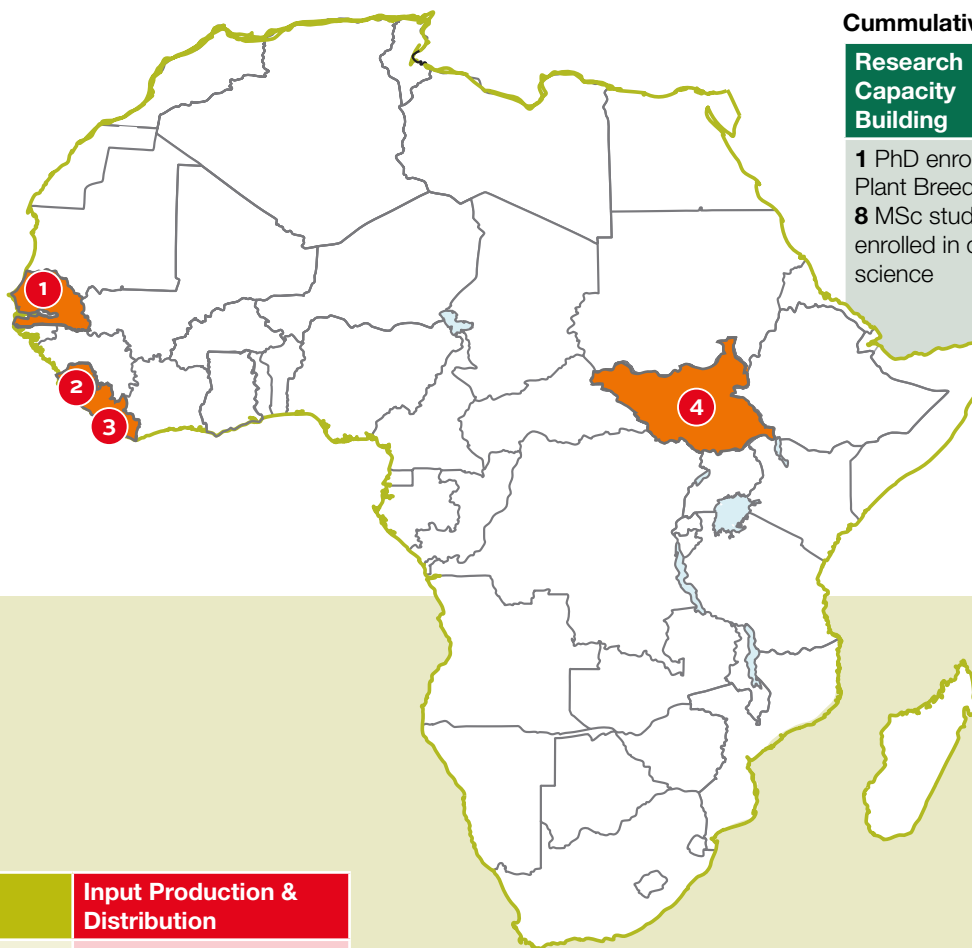 Cummulativ
Research
Capacity
Building
1 PhD enro
Plant Breed
8 MSc stud
enrolled in
science
1
2
3
4
Input Production &
Distribution